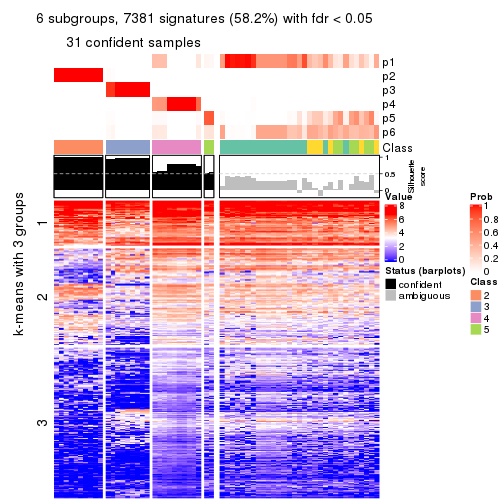 6 subgroups, 7381 signatures (58.2%) with fdr < 0.05
31 confident samples
p1
p2
p3
p4
p5
p6
Class
1
0.5
0
Silhouette
score
k-means with 3 groups
1
2
3
Value
8
6
4
2
0
Status (barplots)
confident
ambiguous
Prob
1
0.8
0.6
0.4
0.2
0
Class
2
3
4
5